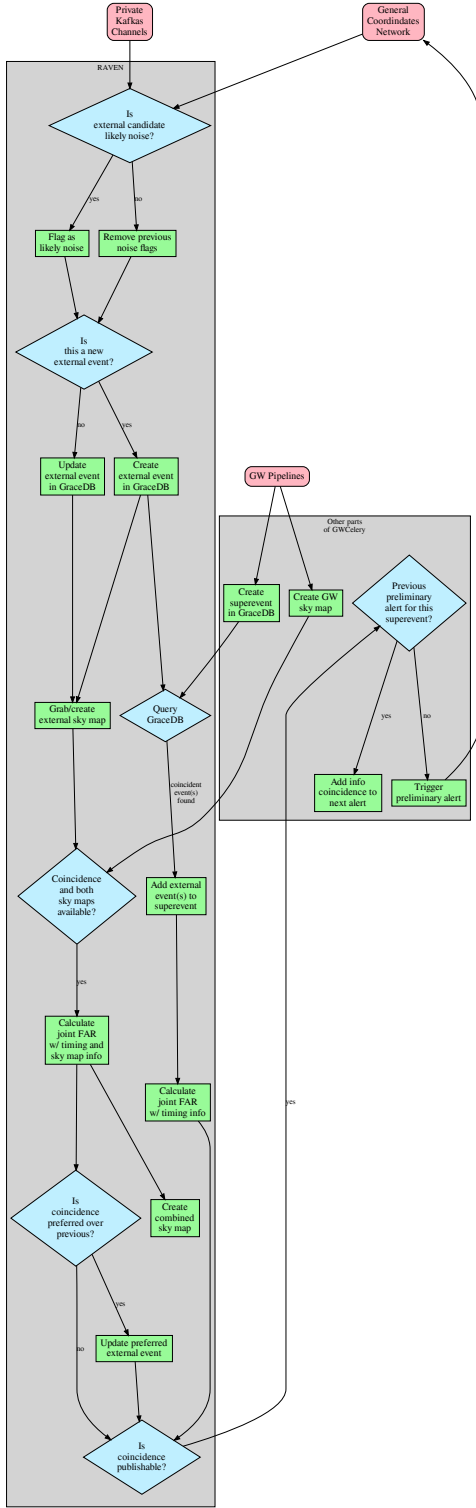 Private
Kafkas
Channels
General
Coordindates
Network
RAVEN
Is
external candidate
likely noise?
yes
no
Flag as
likely noise
Remove previous
noise flags
Is
this a new
external event?
no
yes
Update
external event
in GraceDB
Create
external event
in GraceDB
GW Pipelines
Other parts
of GWCelery
Create
superevent
in GraceDB
Create GW
sky map
Previous
preliminary
alert for this
superevent?
Grab/create
external sky map
Query
GraceDB
yes
no
coincident
event(s)
found
Add info
coincidence to
next alert
Trigger
preliminary alert
Coincidence
and both
sky maps
available?
Add external
event(s) to
superevent
yes
Calculate
joint FAR
w/ timing and
sky map info
Calculate
joint FAR
w/ timing info
yes
Is
coincidence
preferred over
previous?
Create
combined
sky map
yes
no
Update preferred
external event
Is
coincidence
publishable?